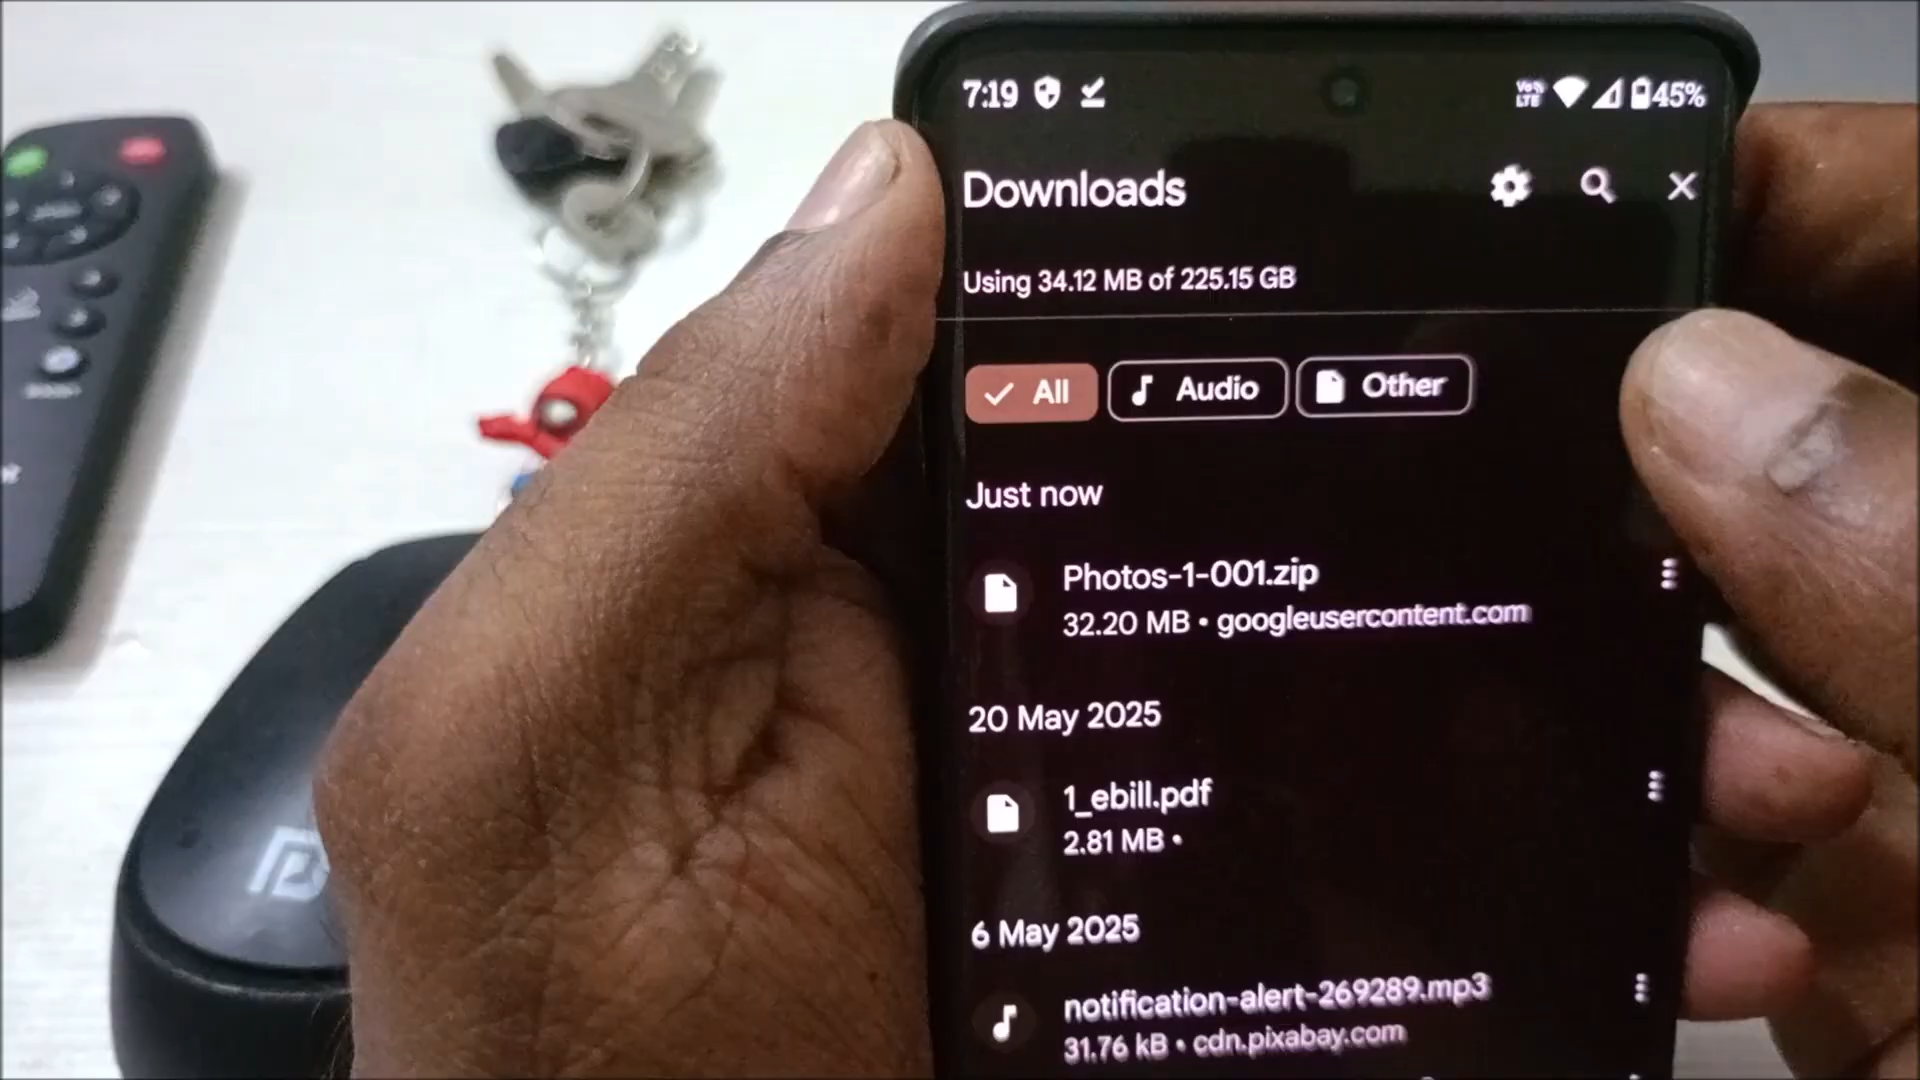 7:19 Vo LTE 45%
Downloads
Using 34.12 MB of 225.15 GB
All Audio Other
Just now
Photos-1-001.zip
32.20 MB • googleusercontent.com
20 May 2025
1_ebill.pdf
2.81 MB •
6 May 2025
notification-alert-269289.mp3
31.76 kB • cdn.pixabay.com